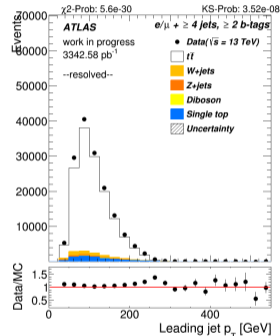 χ2-Prob: 5.6e-30 KS-Prob: 3.52e-08
Events
ATLAS e/μ + ≥ 4 jets, ≥ 2 b-tags
work in progress
3342.58 pb⁻¹
--resolved--
Data(√s = 13 TeV)
tt̄
W+jets
Z+jets
Diboson
Single top
Uncertainty
70000
60000
50000
40000
30000
20000
10000
Data/MC
1.5
1
0.5
0 200 400
Leading jet p_T [GeV]